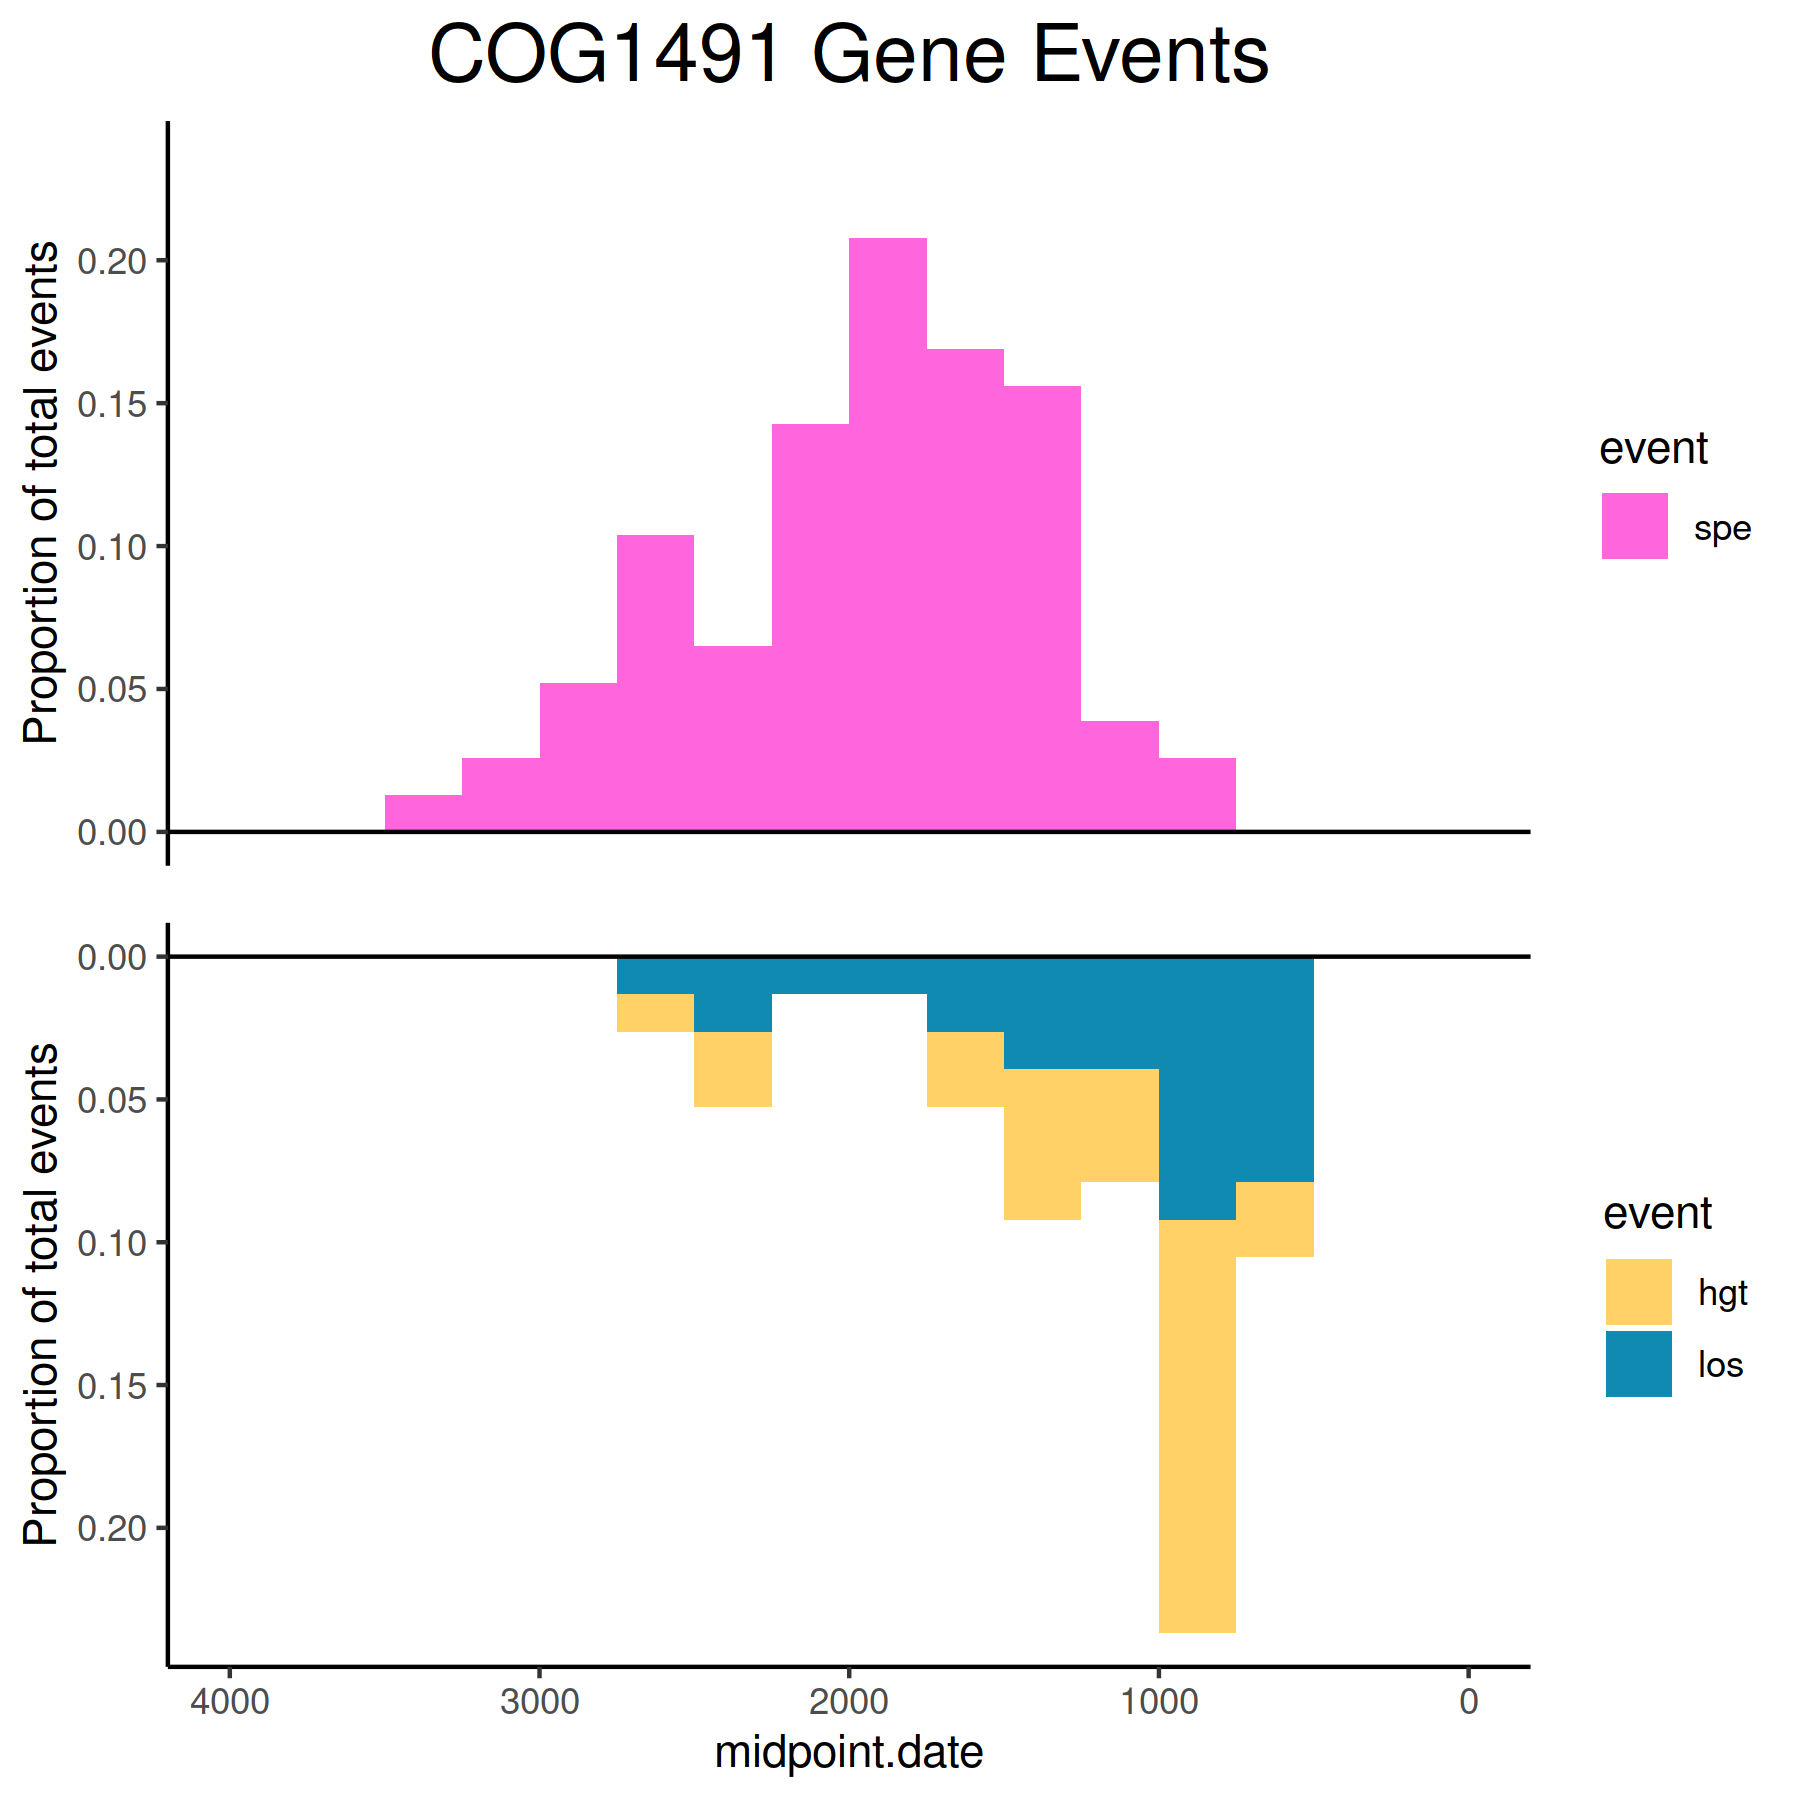 COG1491 Gene Events
Proportion of total events
0.20
0.15
0.10
0.05
0.00
event
spe
Proportion of total events
0.00
0.05
0.10
0.15
0.20
event
hgt
los
4000 3000 2000 1000 0
midpoint.date